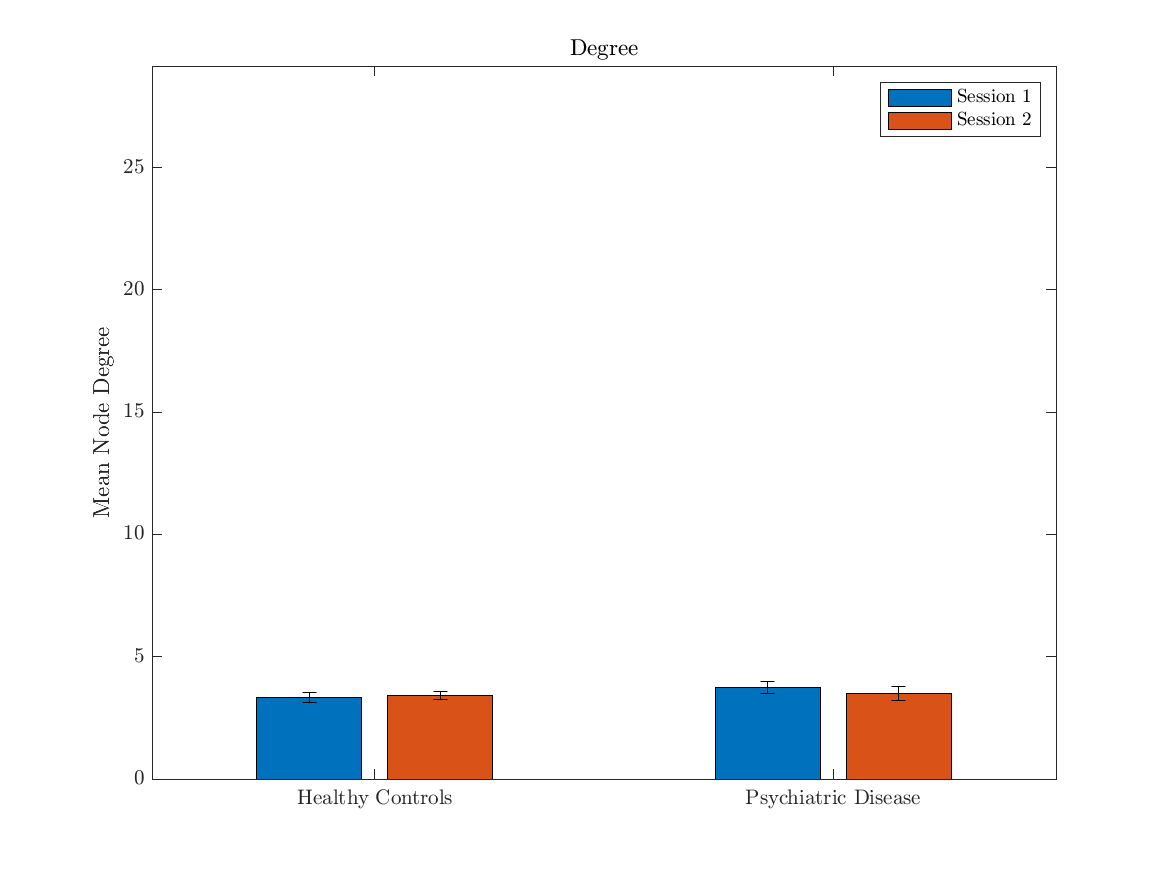 Degree
Session 1
Session 2
25
20
15
10
5
0
Mean Node Degree
Healthy Controls
Psychiatric Disease